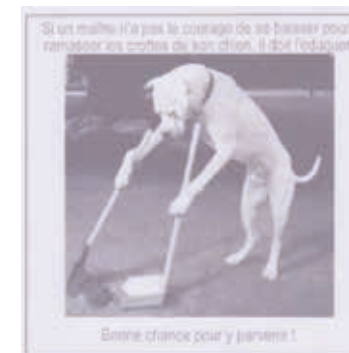 Si un maître n'a pas le courage de se baisser pour
ramasser les crottes de son chien, il doit l'éduquer
Bonne chance pour y parvenir !